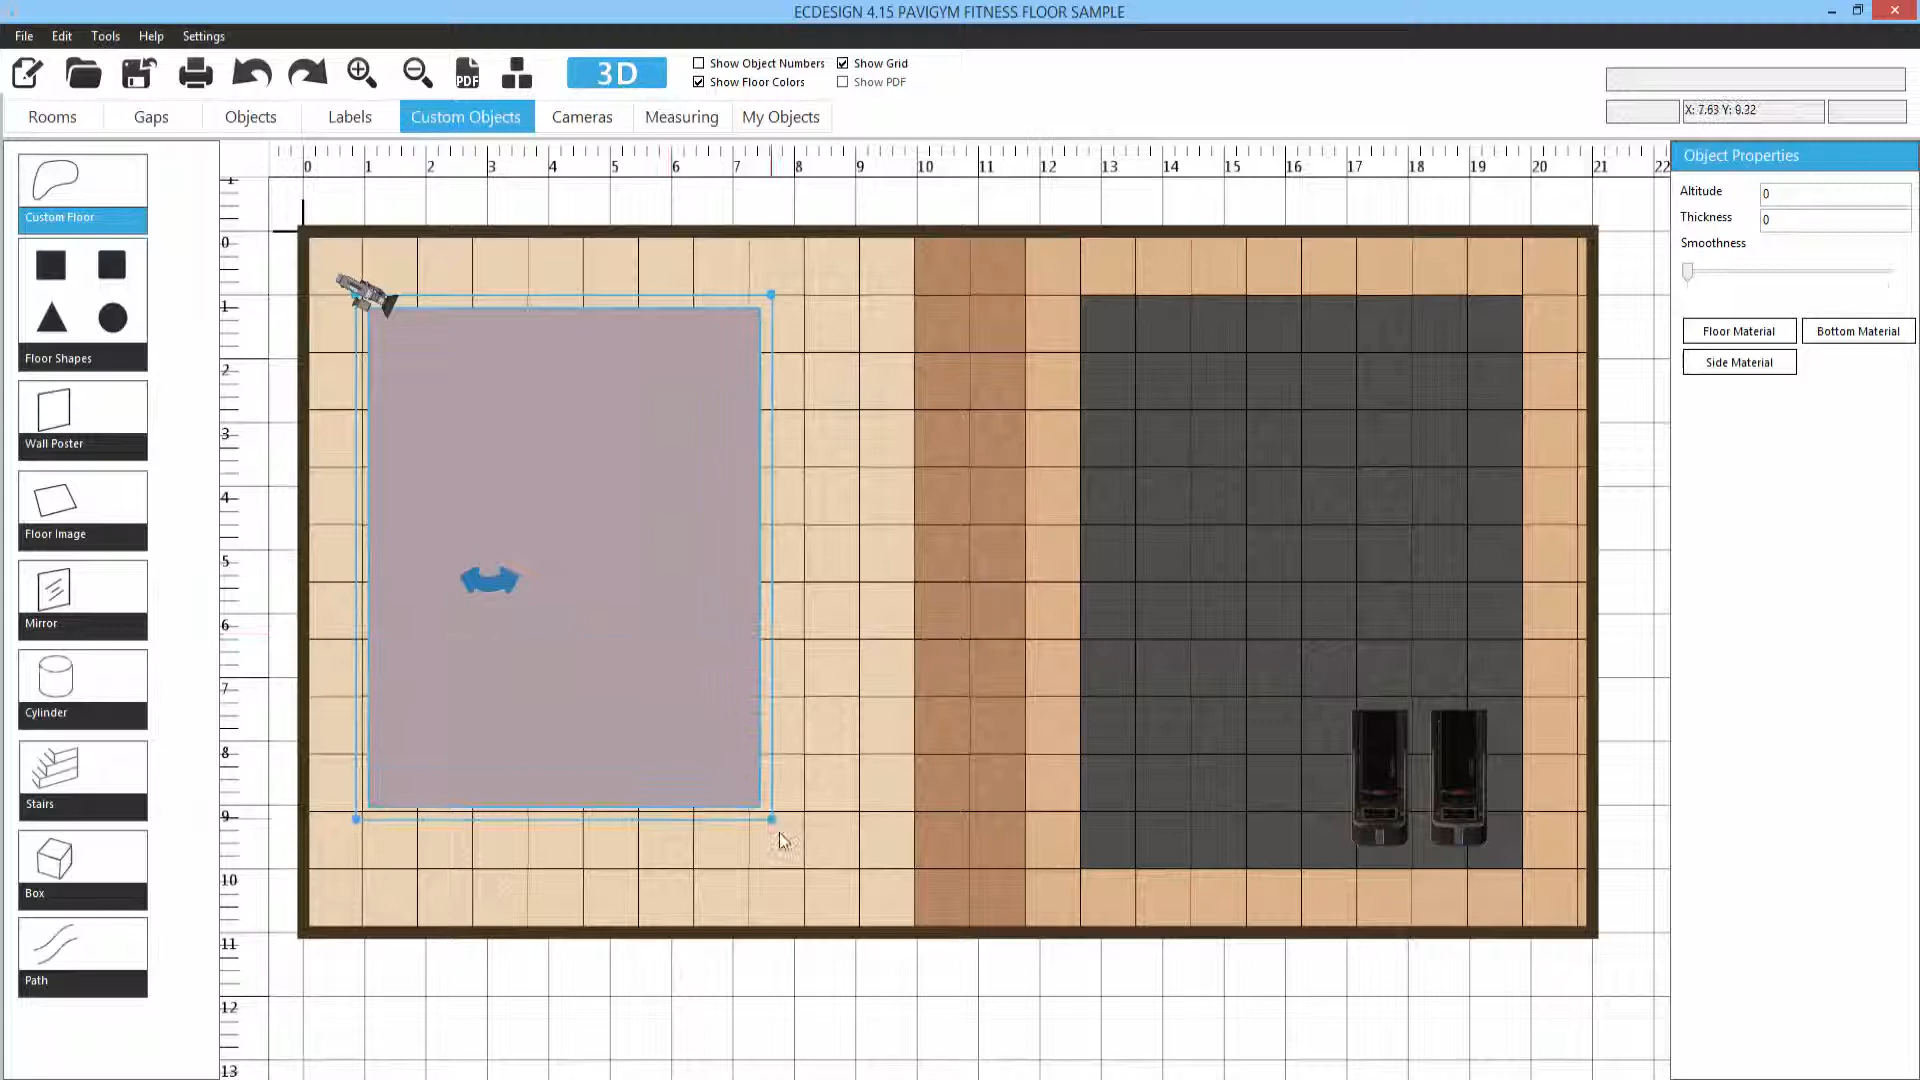 ECDESIGN 4.15 PAVIGYM FITNESS FLOOR SAMPLE
File Edit Tools Help Settings
PDF
3D
Show Object Numbers
Show Grid
Show Floor Colors
Show PDF
Rooms Gaps Objects Labels Custom Objects Cameras Measuring My Objects
X: 7.63 Y: 9.32
Custom Floor
Floor Shapes
Wall Poster
Floor Image
Mirror
Cylinder
Stairs
Box
Path
0 1 2 3 4 5 6 7 8 9 10 11 12 13 14 15 16 17 18 19 20 21 22
1
0
1
2
3
4
5
6
7
8
9
10
11
12
13
Object Properties
Altitude 0
Thickness 0
Smoothness
Floor Material
Bottom Material
Side Material